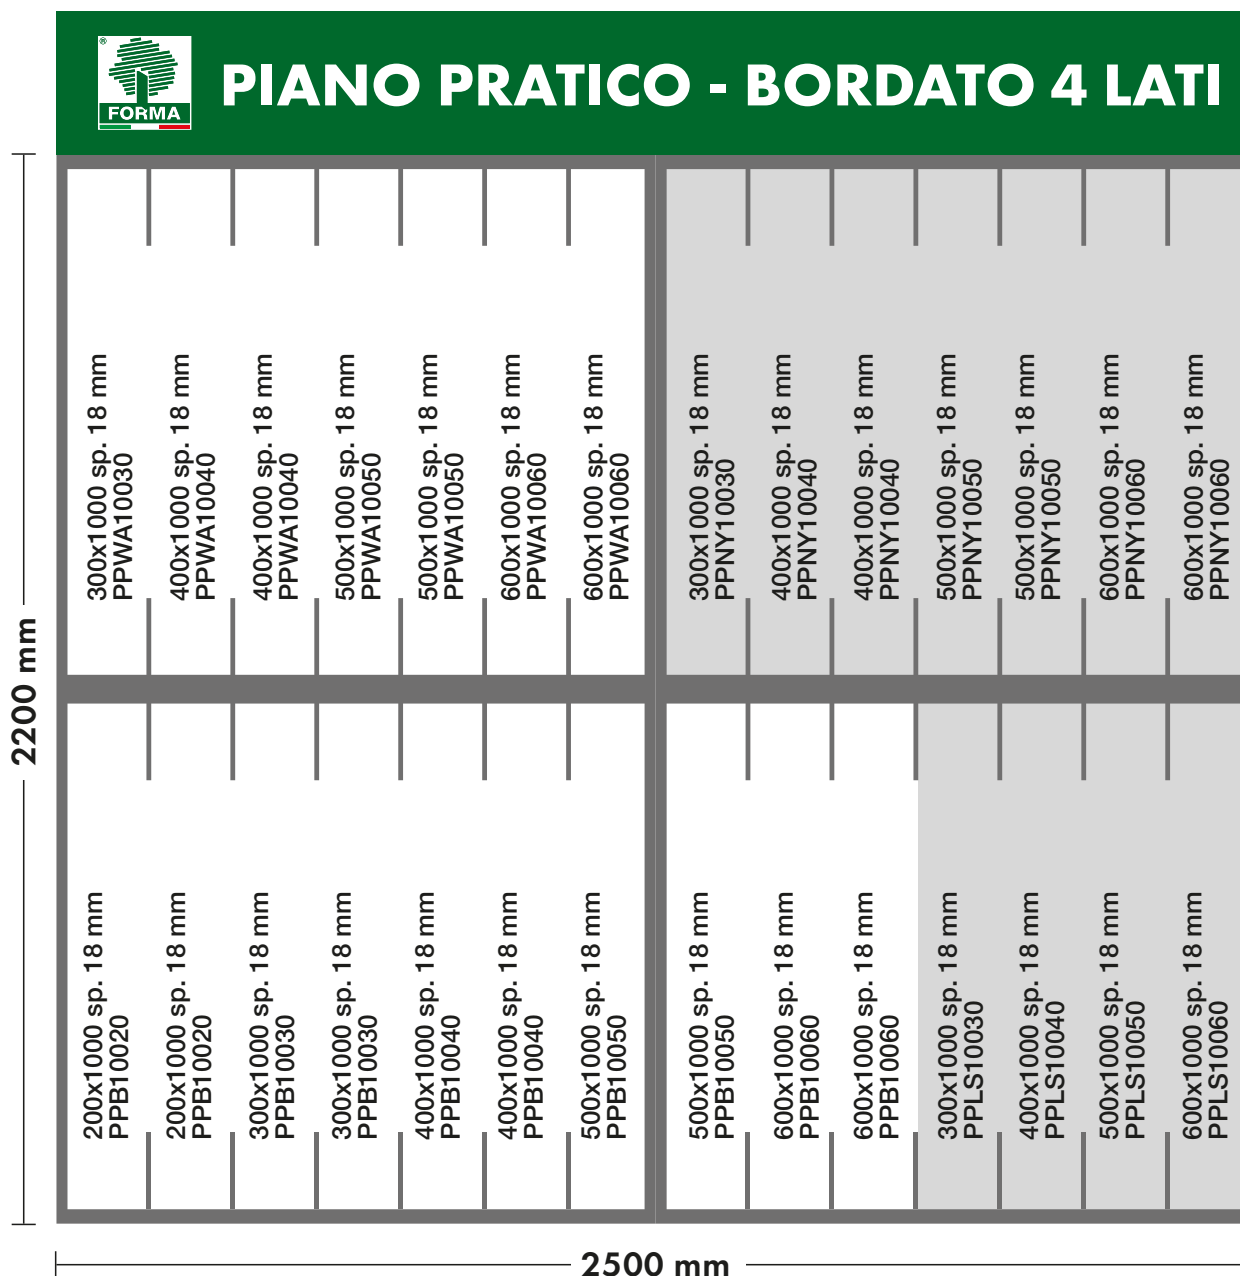 ®
FORMA
PIANO PRATICO - BORDATO 4 LATI
2200 mm
300x1000 sp. 18 mm
PPWA10030
400x1000 sp. 18 mm
PPWA10040
400x1000 sp. 18 mm
PPWA10040
500x1000 sp. 18 mm
PPWA10050
500x1000 sp. 18 mm
PPWA10050
600x1000 sp. 18 mm
PPWA10060
600x1000 sp. 18 mm
PPWA10060
300x1000 sp. 18 mm
PPNY10030
400x1000 sp. 18 mm
PPNY10040
400x1000 sp. 18 mm
PPNY10040
500x1000 sp. 18 mm
PPNY10050
500x1000 sp. 18 mm
PPNY10050
600x1000 sp. 18 mm
PPNY10060
600x1000 sp. 18 mm
PPNY10060
200x1000 sp. 18 mm
PPB10020
200x1000 sp. 18 mm
PPB10020
300x1000 sp. 18 mm
PPB10030
300x1000 sp. 18 mm
PPB10030
400x1000 sp. 18 mm
PPB10040
400x1000 sp. 18 mm
PPB10040
500x1000 sp. 18 mm
PPB10050
500x1000 sp. 18 mm
PPB10050
600x1000 sp. 18 mm
PPB10060
600x1000 sp. 18 mm
PPB10060
300x1000 sp. 18 mm
PPLS10030
400x1000 sp. 18 mm
PPLS10040
500x1000 sp. 18 mm
PPLS10050
600x1000 sp. 18 mm
PPLS10060
2500 mm